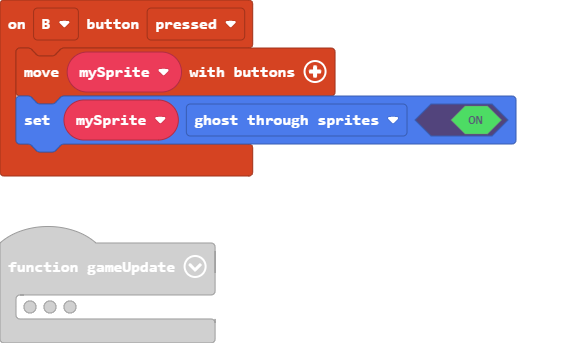 on B button pressed
move mySprite with buttons
set mySprite ghost through sprites ON
function gameUpdate